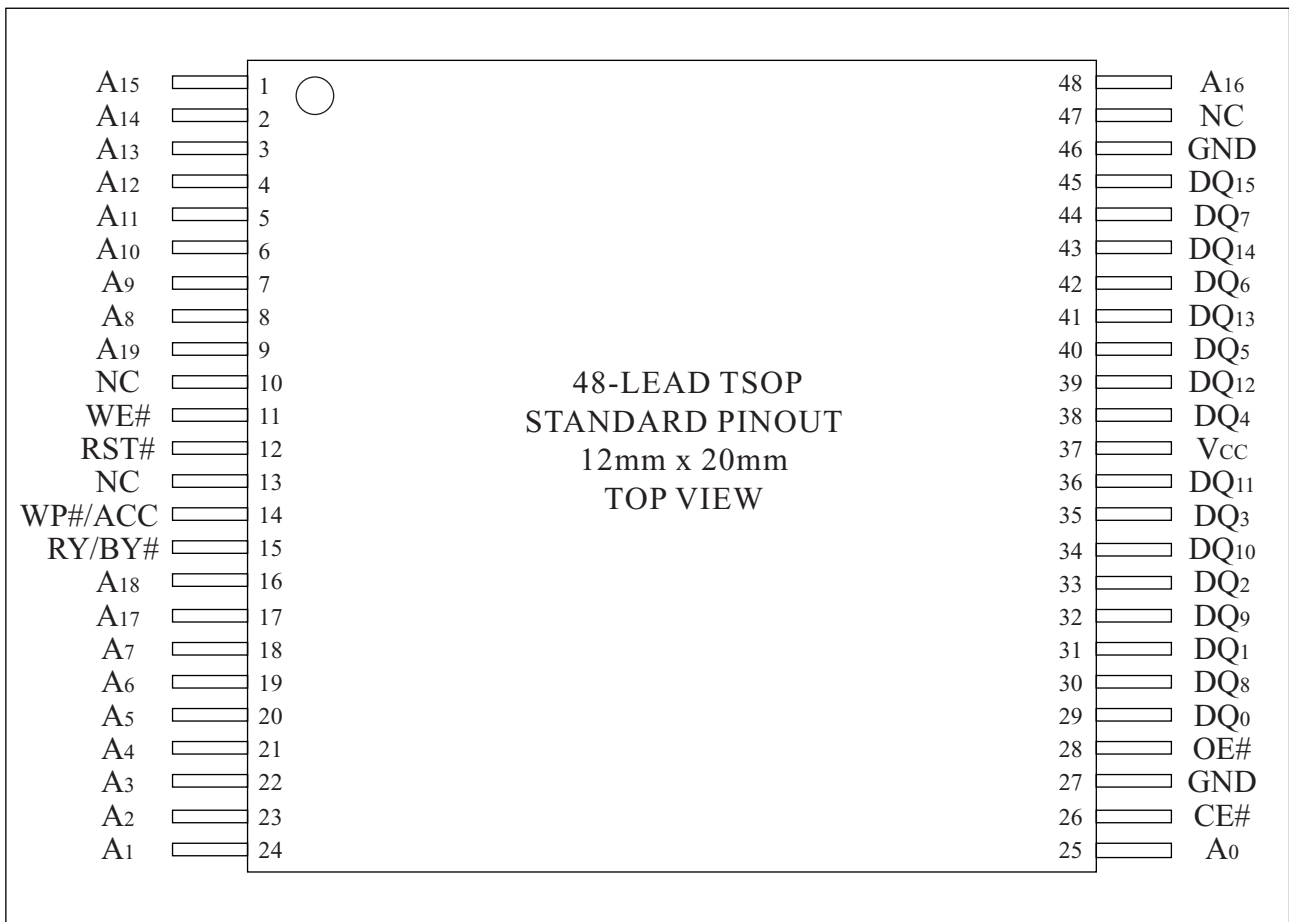 A15 1 48 A16
A14 2 47 NC
A13 3 46 GND
A12 4 45 DQ15
A11 5 44 DQ7
A10 6 43 DQ14
A9 7 42 DQ6
A8 8 41 DQ13
A19 9 40 DQ5
NC 10 39 DQ12
WE# 11 38 DQ4
RST# 12 37 VCC
NC 13 36 DQ11
WP#/ACC 14 35 DQ3
RY/BY# 15 34 DQ10
A18 16 33 DQ2
A17 17 32 DQ9
A7 18 31 DQ1
A6 19 30 DQ8
A5 20 29 DQ0
A4 21 28 OE#
A3 22 27 GND
A2 23 26 CE#
A1 24 25 A0
48-LEAD TSOP
STANDARD PINOUT
12mm x 20mm
TOP VIEW